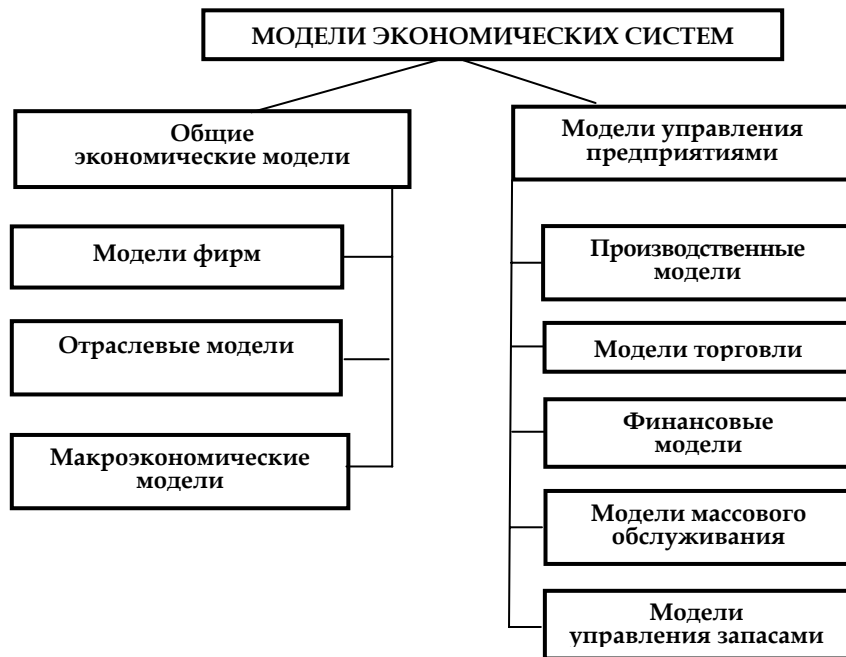 МОДЕЛИ ЭКОНОМИЧЕСКИХ СИСТЕМ
Общие
экономические модели
Модели фирм
Отраслевые модели
Макроэкономические
модели
Модели управления
предприятиями
Производственные
модели
Модели торговли
Финансовые
модели
Модели массового
обслуживания
Модели
управления запасами